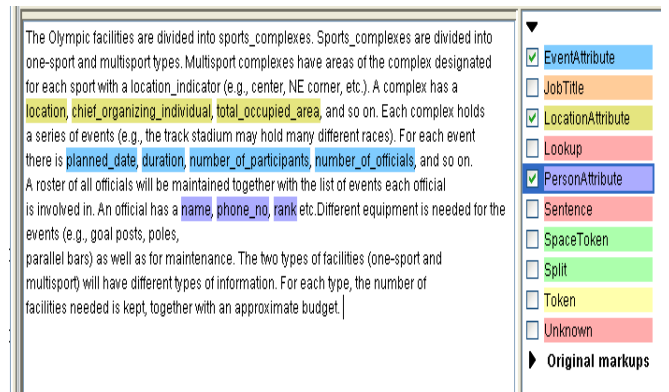 The Olympic facilities are divided into sports_complexes. Sports_complexes are divided into
one-sport and multisport types. Multisport complexes have areas of the complex designated
for each sport with a location_indicator (e.g., center, NE corner, etc.). A complex has a
location, chief_organizing_individual, total_occupied_area, and so on. Each complex holds
a series of events (e.g., the track stadium may hold many different races). For each event
there is planned_date, duration, number_of_participants, number_of_officials, and so on.
A roster of all officials will be maintained together with the list of events each official
is involved in. An official has a name, phone_no, rank etc.Different equipment is needed for the
events (e.g., goal posts, poles,
parallel bars) as well as for maintenance. The two types of facilities (one-sport and
multisport) will have different types of information. For each type, the number of
facilities needed is kept, together with an approximate budget.
EventAttribute
JobTitle
LocationAttribute
Lookup
PersonAttribute
Sentence
SpaceToken
Split
Token
Unknown
Original markups